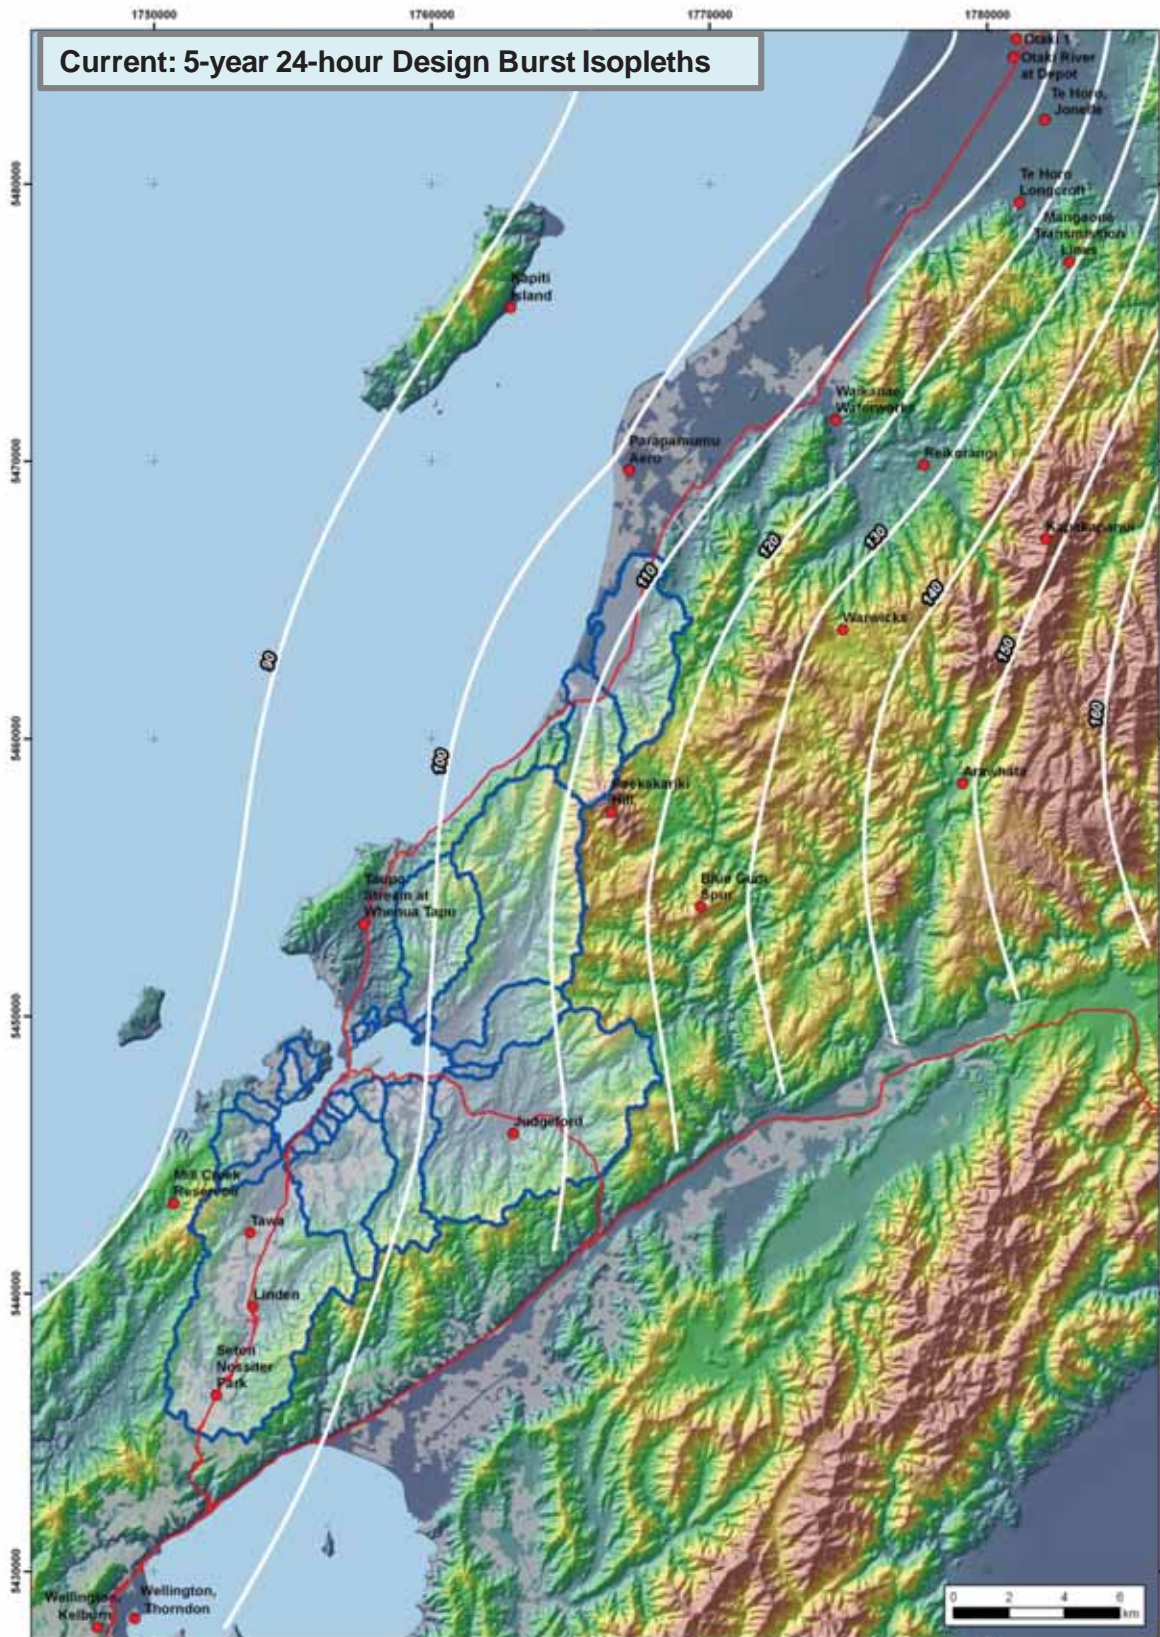 1750000
1760000
1770000
1780000
Current: 5-year 24-hour Design Burst Isopleths
Otaki 1
Otaki River
at Depot
Te Horo,
Jonelle
5480000
Te Horo
Longcroft
Mangaone
Transmission
Lines
Kapiti
Island
Waikanae
Waterworks
5470000
Paraparaumu
Aero
Reikorangi
Kapakapanui
120
130
110
140
Warwicks
90
150
160
5460000
100
Arawhata
Paekakariki
Hill
Taupo
stream at
Whenua Tapu
Blue Gum
Spur
5450000
Judgeford
Mill Creek
Reservoir
Tawa
5440000
Linden
Seton
Nossiter
Park
5430000
Wellington,
Kelburn
Wellington,
Thorndon
0 2 4 6
km